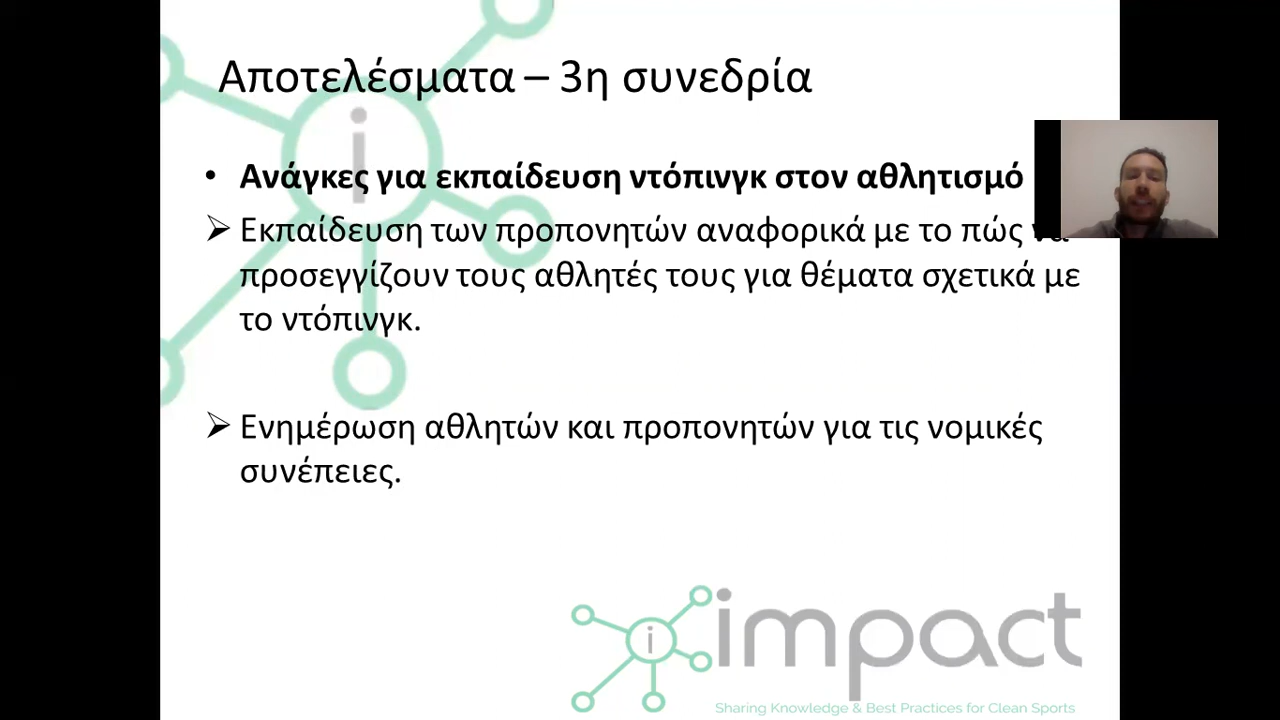 Αποτελέσματα – 3η συνεδρία
• Ανάγκες για εκπαίδευση ντόπινγκ στον αθλητισμό
➢ Εκπαίδευση των προπονητών αναφορικά με το πώς
προσεγγίζουν τους αθλητές τους για θέματα σχετικά με
το ντόπινγκ.
➢ Ενημέρωση αθλητών και προπονητών για τις νομικές
συνέπειες.
i
i
impact
Sharing Knowledge & Best Practices for Clean Sports